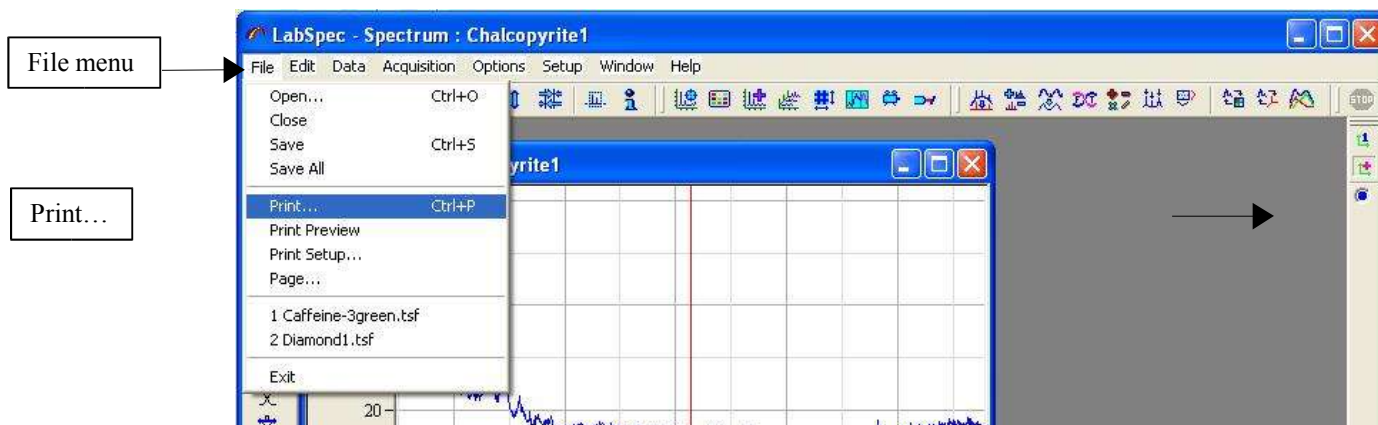 LabSpec - Spectrum : Chalcopyrite1
File menu
File Edit Data Acquisition Options Setup Window Help
Open... Ctrl+O
Close
Save Ctrl+S
Save All
yrite1
Print... Ctrl+P
Print…
Print Preview
Print Setup...
Page...
1 Caffeine-3green.tsf
2 Diamond1.tsf
Exit
20
STOP
1